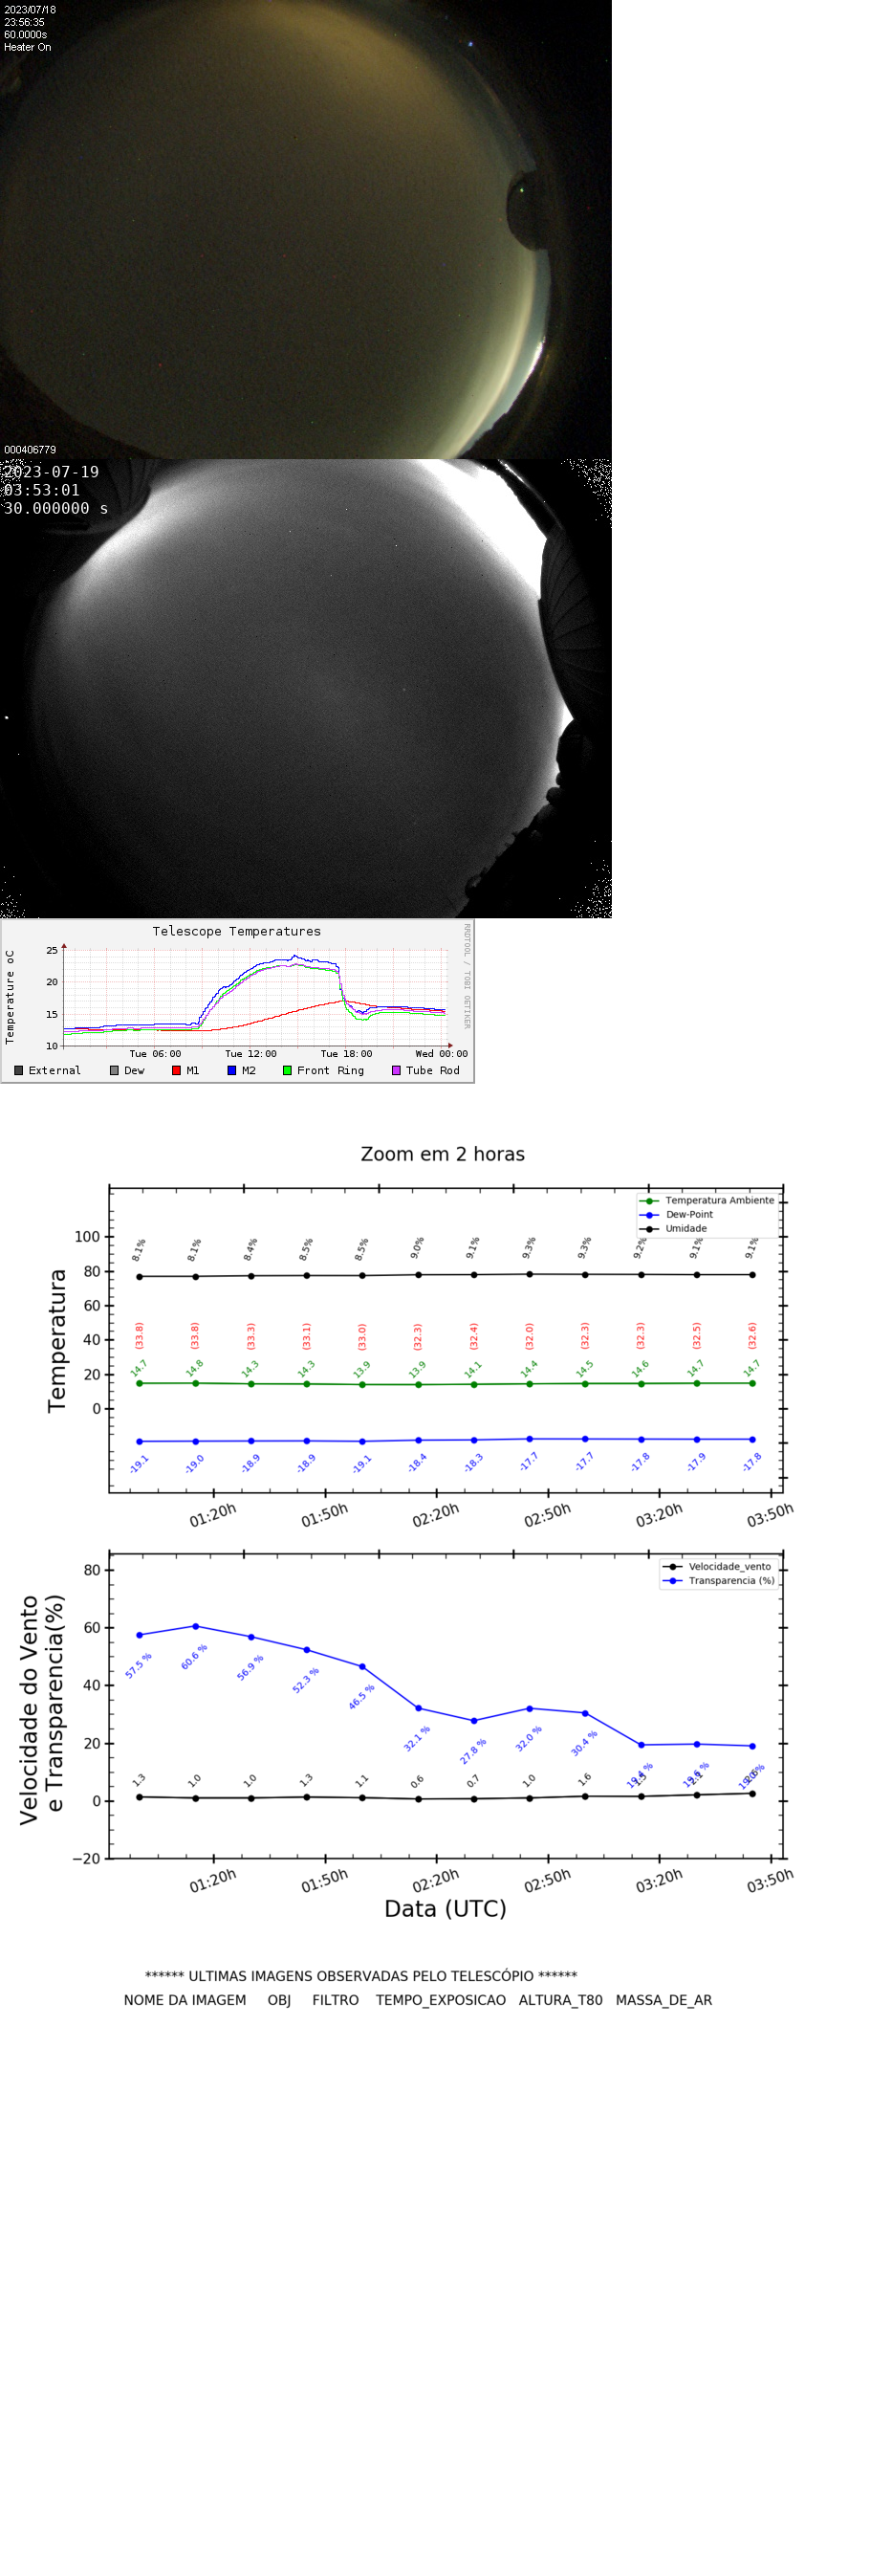 2023/07/18
23:56:35
60.0000s
Heater On
000406779
2023-07-19
03:53:01
30.000000 s
Telescope Temperatures
RRDTOOL / TOBI OETIKER
Temperature oC
25
20
15
10
Tue 06:00 Tue 12:00 Tue 18:00 Wed 00:00
External Dew M1 M2 Front Ring Tube Rod
Zoom em 2 horas
Temperatura Ambiente
Dew-Point
Umidade
Temperatura
100
80
60
40
20
0
8.1% 8.1% 8.4% 8.5% 8.5% 9.0% 9.1% 9.3% 9.3% 9.2% 9.1% 9.1%
(33.8) (33.8) (33.3) (33.1) (33.0) (32.3) (32.4) (32.0) (32.3) (32.3) (32.5) (32.6)
14.7 14.8 14.3 14.3 13.9 13.9 14.1 14.4 14.5 14.6 14.7 14.7
-19.1 -19.0 -18.9 -18.9 -19.1 -18.4 -18.3 -17.7 -17.7 -17.8 -17.9 -17.8
01:20h 01:50h 02:20h 02:50h 03:20h 03:50h
Velocidade_vento
Transparencia (%)
Velocidade do Vento
e Transparencia(%)
80
60
40
20
0
−20
57.5 % 60.6 % 56.9 % 52.3 % 46.5 % 32.1 % 27.8 % 32.0 % 30.4 %
1.3 1.0 1.0 1.3 1.1 0.6 0.7 1.0 1.6
01:20h 01:50h 02:20h 02:50h 03:20h 03:50h
Data (UTC)
****** ULTIMAS IMAGENS OBSERVADAS PELO TELESCÓPIO ******
NOME DA IMAGEM OBJ FILTRO TEMPO_EXPOSICAO ALTURA_T80 MASSA_DE_AR